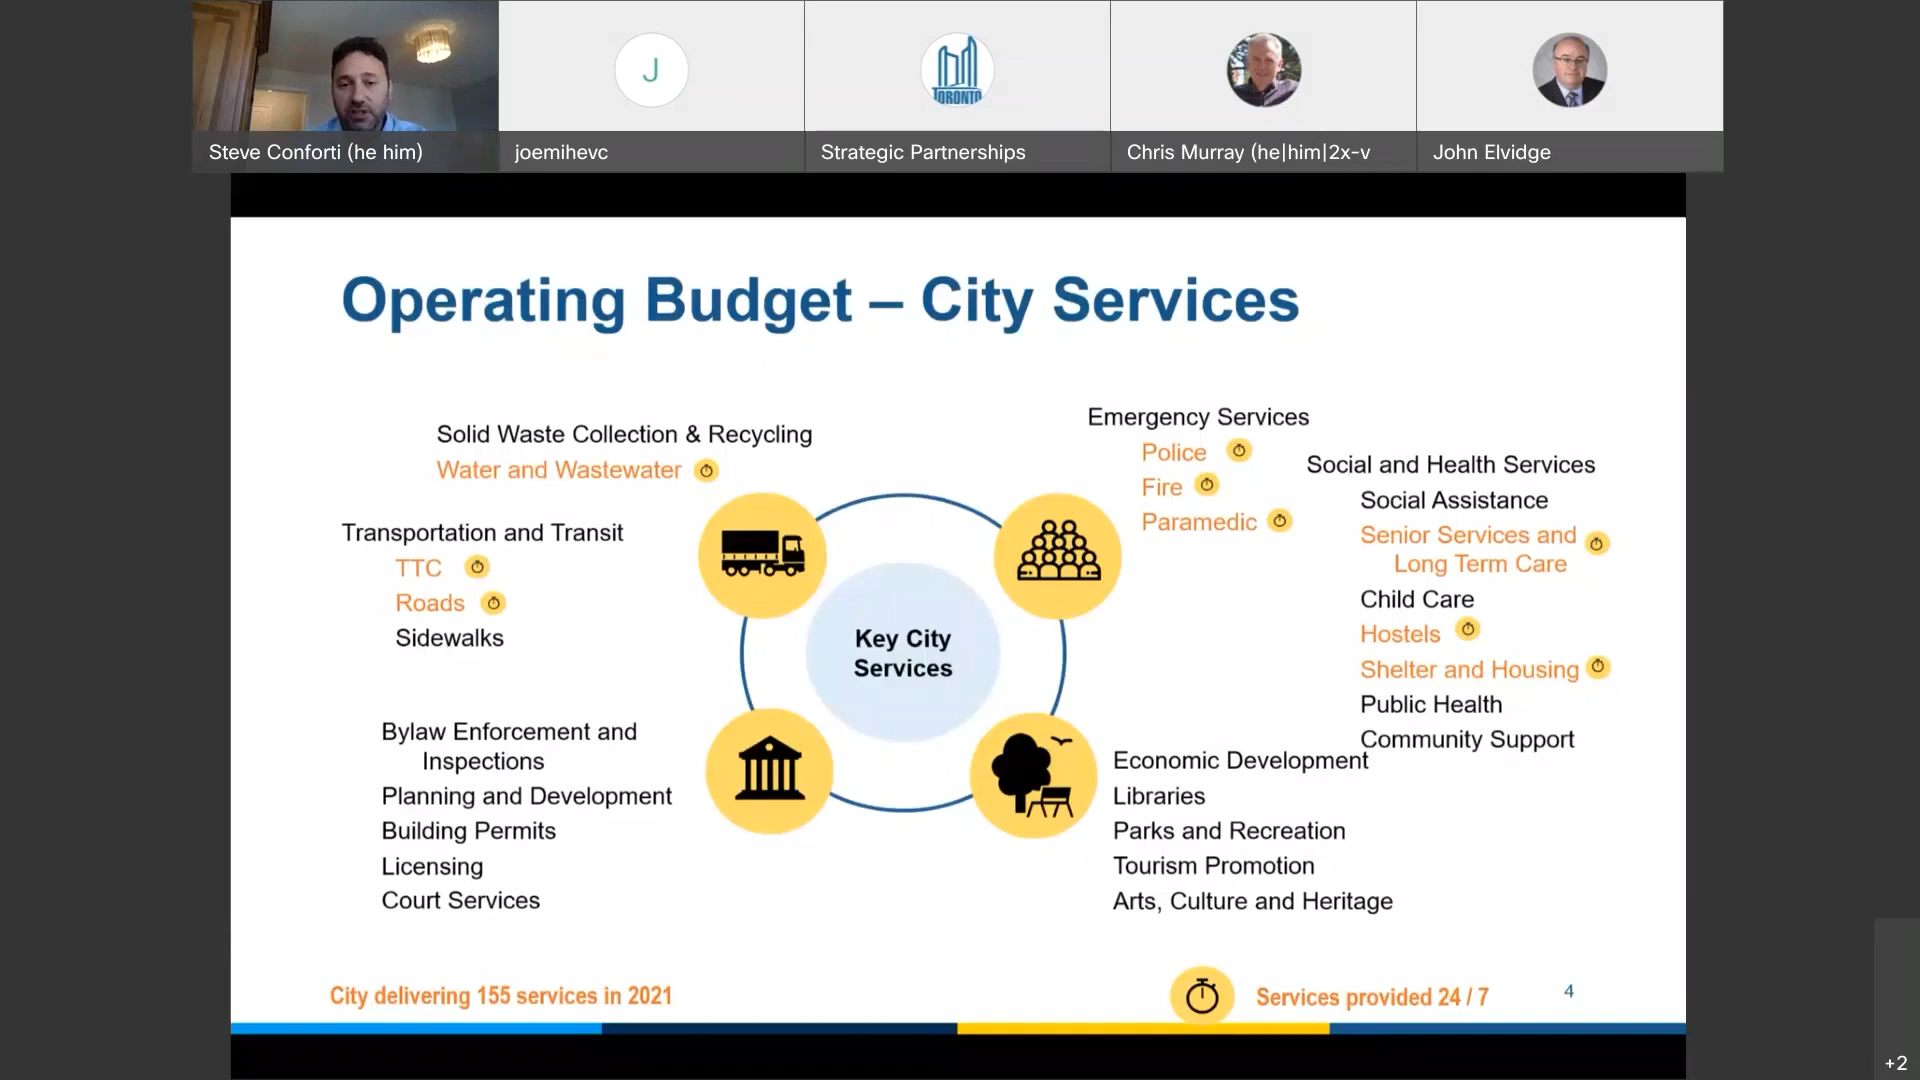 Steve Conforti (he him)
J
joemihevc
TORONTO
Strategic Partnerships
Chris Murray (he|him|2x-v
John Elvidge
Operating Budget – City Services
Solid Waste Collection & Recycling
Water and Wastewater
Transportation and Transit
TTC
Roads
Sidewalks
Emergency Services
Police
Fire
Paramedic
Social and Health Services
Social Assistance
Senior Services and
Long Term Care
Child Care
Hostels
Shelter and Housing
Public Health
Community Support
Key City
Services
Bylaw Enforcement and
Inspections
Planning and Development
Building Permits
Licensing
Court Services
Economic Development
Libraries
Parks and Recreation
Tourism Promotion
Arts, Culture and Heritage
City delivering 155 services in 2021
Services provided 24 / 7
4
+2